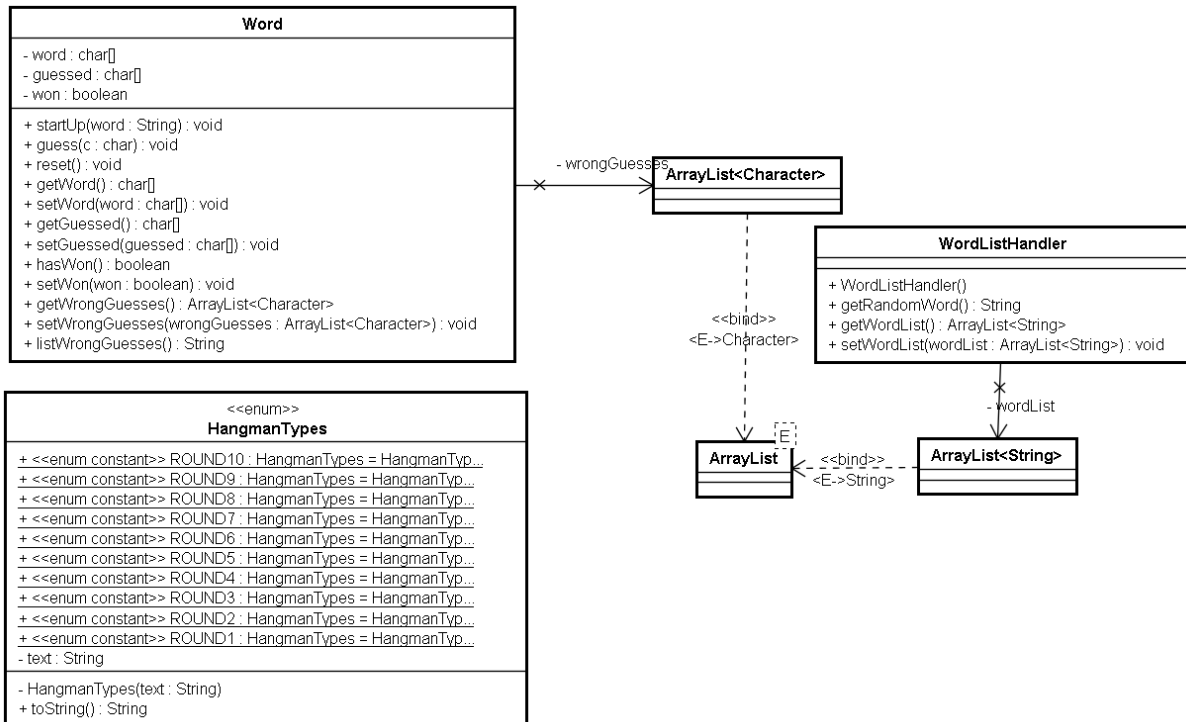 Word
- word : char[]
- guessed : char[]
- won : boolean
+ startUp(word : String) : void
+ guess(c : char) : void
+ reset() : void
+ getWord() : char[]
+ setWord(word : char[]) : void
+ getGuessed() : char[]
+ setGuessed(guessed : char[]) : void
+ hasWon() : boolean
+ setWon(won : boolean) : void
+ getWrongGuesses() : ArrayList<Character>
+ setWrongGuesses(wrongGuesses : ArrayList<Character>) : void
+ listWrongGuesses() : String
- wrongGuesses
ArrayList<Character>
<<bind>>
<E->Character>
WordListHandler
+ WordListHandler()
+ getRandomWord() : String
+ getWordList() : ArrayList<String>
+ setWordList(wordList : ArrayList<String>) : void
- wordList
E
ArrayList
<<bind>>
<E->String>
ArrayList<String>
<<enum>>
HangmanTypes
+ <<enum constant>> ROUND10 : HangmanTypes = HangmanTyp...
+ <<enum constant>> ROUND9 : HangmanTypes = HangmanTyp...
+ <<enum constant>> ROUND8 : HangmanTypes = HangmanTyp...
+ <<enum constant>> ROUND7 : HangmanTypes = HangmanTyp...
+ <<enum constant>> ROUND6 : HangmanTypes = HangmanTyp...
+ <<enum constant>> ROUND5 : HangmanTypes = HangmanTyp...
+ <<enum constant>> ROUND4 : HangmanTypes = HangmanTyp...
+ <<enum constant>> ROUND3 : HangmanTypes = HangmanTyp...
+ <<enum constant>> ROUND2 : HangmanTypes = HangmanTyp...
+ <<enum constant>> ROUND1 : HangmanTypes = HangmanTyp...
- text : String
- HangmanTypes(text : String)
+ toString() : String